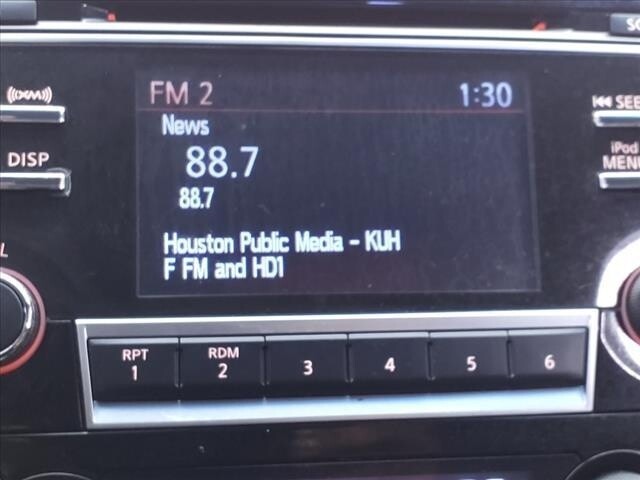 FM 2 1:30
News
88.7
88.7
Houston Public Media - KUH
F FM and HD1
((XM))
DISP
SEE
iPod
MENU
RPT RDM
1 2 3 4 5 6